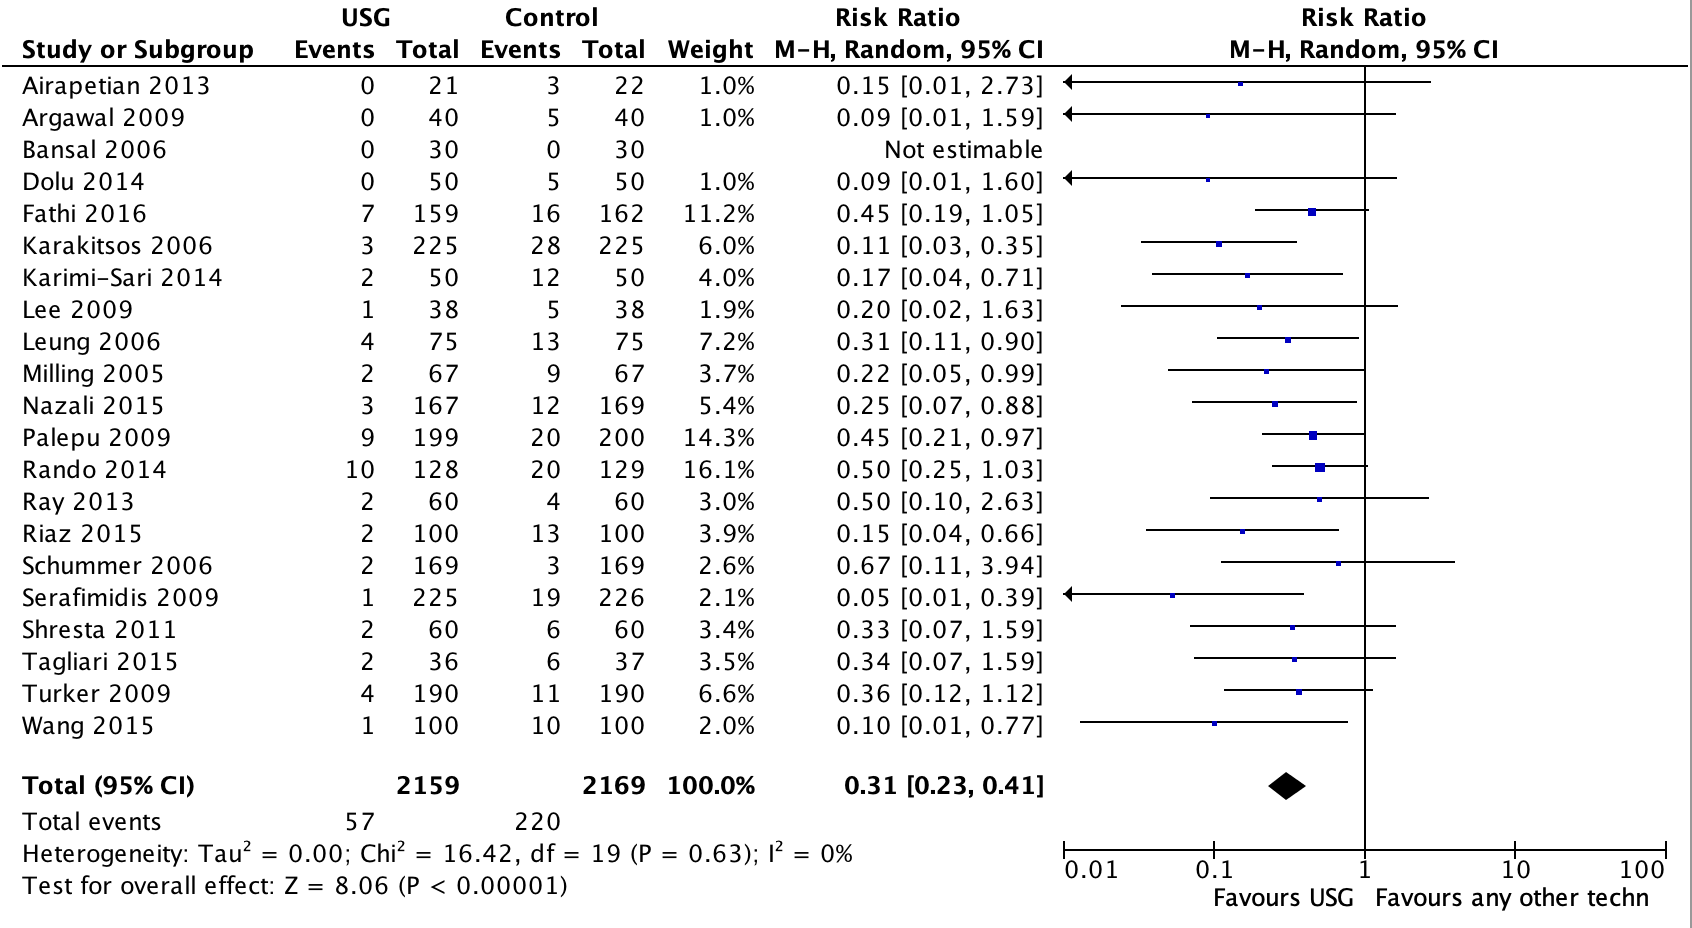 USG Control Risk Ratio Risk Ratio
Study or Subgroup Events Total Events Total Weight M-H, Random, 95% CI M-H, Random, 95% CI
Airapetian 2013 0 21 3 22 1.0% 0.15 [0.01, 2.73]
Argawal 2009 0 40 5 40 1.0% 0.09 [0.01, 1.59]
Bansal 2006 0 30 0 30 Not estimable
Dolu 2014 0 50 5 50 1.0% 0.09 [0.01, 1.60]
Fathi 2016 7 159 16 162 11.2% 0.45 [0.19, 1.05]
Karakitsos 2006 3 225 28 225 6.0% 0.11 [0.03, 0.35]
Karimi-Sari 2014 2 50 12 50 4.0% 0.17 [0.04, 0.71]
Lee 2009 1 38 5 38 1.9% 0.20 [0.02, 1.63]
Leung 2006 4 75 13 75 7.2% 0.31 [0.11, 0.90]
Milling 2005 2 67 9 67 3.7% 0.22 [0.05, 0.99]
Nazali 2015 3 167 12 169 5.4% 0.25 [0.07, 0.88]
Palepu 2009 9 199 20 200 14.3% 0.45 [0.21, 0.97]
Rando 2014 10 128 20 129 16.1% 0.50 [0.25, 1.03]
Ray 2013 2 60 4 60 3.0% 0.50 [0.10, 2.63]
Riaz 2015 2 100 13 100 3.9% 0.15 [0.04, 0.66]
Schummer 2006 2 169 3 169 2.6% 0.67 [0.11, 3.94]
Serafimidis 2009 1 225 19 226 2.1% 0.05 [0.01, 0.39]
Shresta 2011 2 60 6 60 3.4% 0.33 [0.07, 1.59]
Tagliari 2015 2 36 6 37 3.5% 0.34 [0.07, 1.59]
Turker 2009 4 190 11 190 6.6% 0.36 [0.12, 1.12]
Wang 2015 1 100 10 100 2.0% 0.10 [0.01, 0.77]
Total (95% CI) 2159 2169 100.0% 0.31 [0.23, 0.41]
Total events 57 220
Heterogeneity: Tau² = 0.00; Chi² = 16.42, df = 19 (P = 0.63); I² = 0%
Test for overall effect: Z = 8.06 (P < 0.00001)
0.01 0.1 1 10 100
Favours USG Favours any other techn